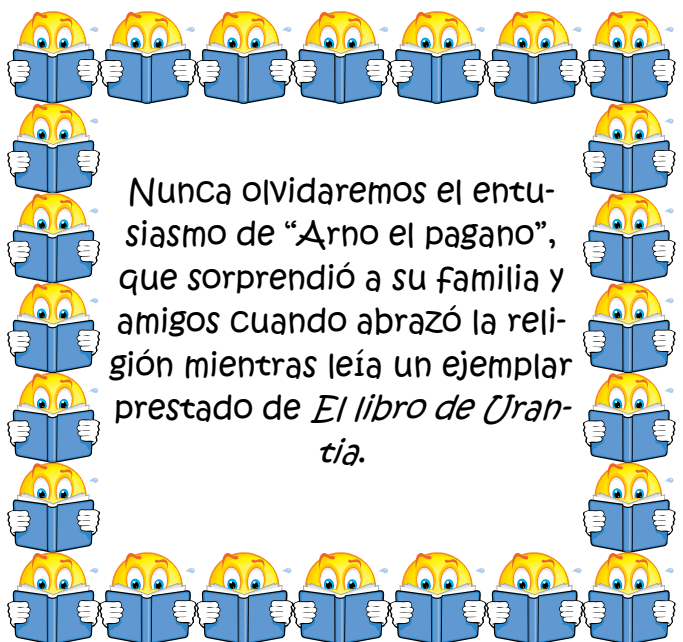 Nunca olvidaremos el entu-
siasmo de “Arno el pagano”,
que sorprendió a su familia y
amigos cuando abrazó la reli-
gión mientras leía un ejemplar
prestado de El libro de Uran-
tia.